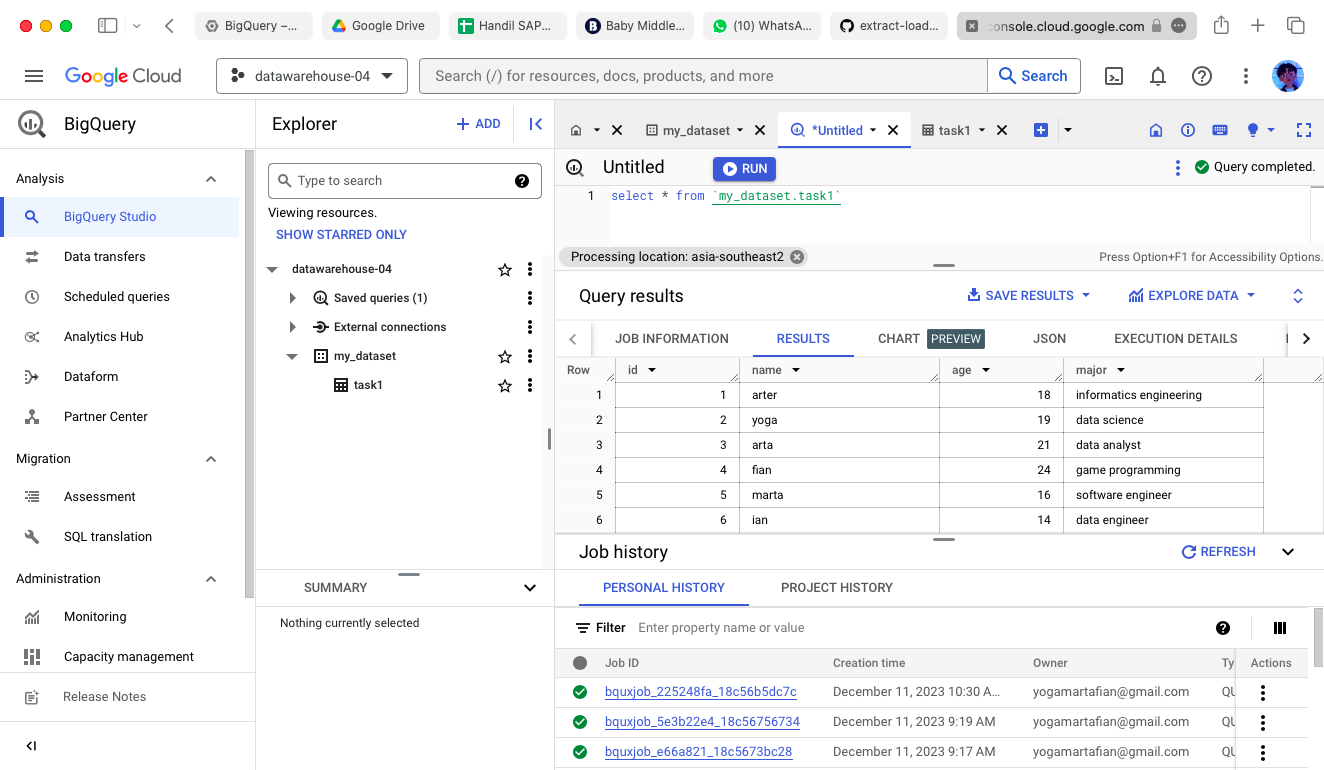 BigQuery –...
Google Drive
Handil SAP...
Baby Middle...
(10) WhatsA...
extract-load...
console.cloud.google.com
Google Cloud
datawarehouse-04
Search (/) for resources, docs, products, and more
Search
BigQuery
Analysis
BigQuery Studio
Data transfers
Scheduled queries
Analytics Hub
Dataform
Partner Center
Migration
Assessment
SQL translation
Administration
Monitoring
Capacity management
Release Notes
Explorer
ADD
Type to search
Viewing resources.
SHOW STARRED ONLY
datawarehouse-04
Saved queries (1)
External connections
my_dataset
task1
SUMMARY
Nothing currently selected
my_dataset
*Untitled
task1
Untitled
RUN
Query completed.
1 select * from `my_dataset.task1`
Processing location: asia-southeast2
Press Option+F1 for Accessibility Options.
Query results
SAVE RESULTS
EXPLORE DATA
JOB INFORMATION RESULTS CHART PREVIEW JSON EXECUTION DETAILS
Row id name age major
1 1 arter 18 informatics engineering
2 2 yoga 19 data science
3 3 arta 21 data analyst
4 4 fian 24 game programming
5 5 marta 16 software engineer
6 6 ian 14 data engineer
Job history
REFRESH
PERSONAL HISTORY PROJECT HISTORY
Filter Enter property name or value
Job ID Creation time Owner Ty Actions
bquxjob_225248fa_18c56b5dc7c December 11, 2023 10:30 A... yogamartafian@gmail.com QU
bquxjob_5e3b22e4_18c56756734 December 11, 2023 9:19 AM yogamartafian@gmail.com QU
bquxjob_e66a821_18c5673bc28 December 11, 2023 9:17 AM yogamartafian@gmail.com QU